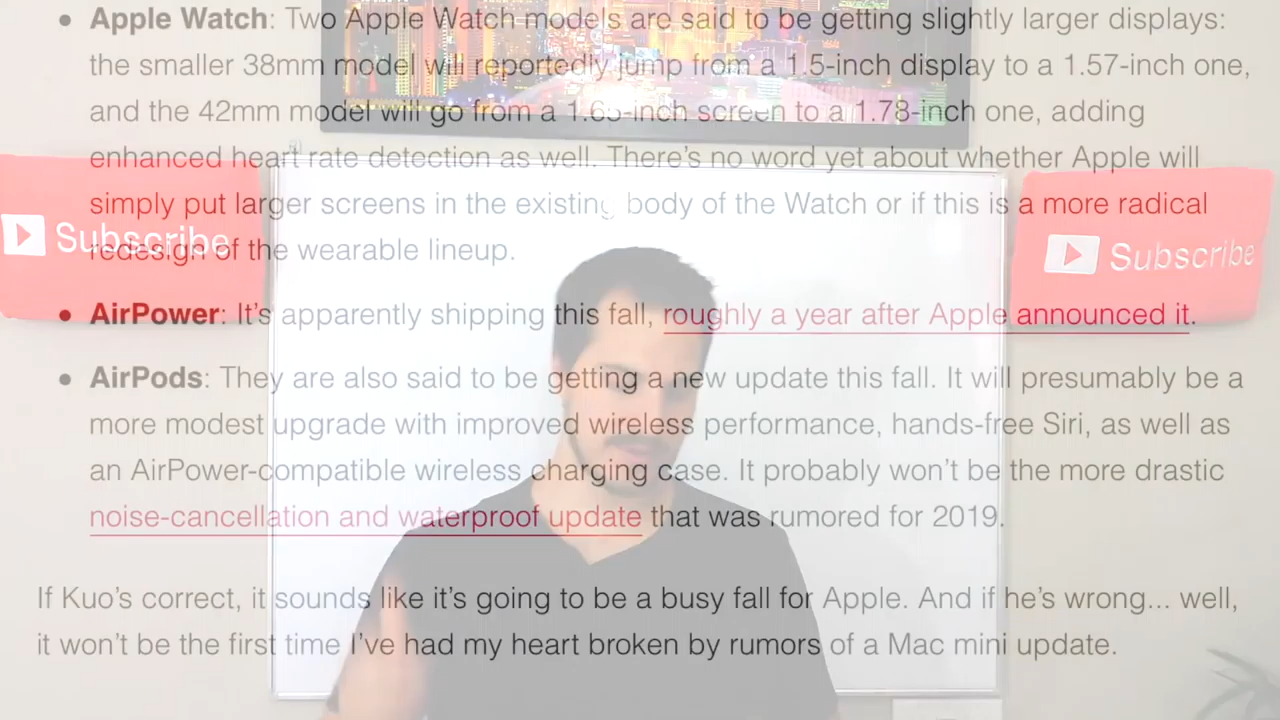 • Apple Watch: Two Apple Watch models are said to be getting slightly larger displays:
the smaller 38mm model will reportedly jump from a 1.5-inch display to a 1.57-inch one,
and the 42mm model will go from a 1.65-inch screen to a 1.78-inch one, adding
enhanced heart rate detection as well. There's no word yet about whether Apple will
simply put larger screens in the existing body of the Watch or if this is a more radical
redesign of the wearable lineup.
Subscribe
Subscribe
• AirPower: It's apparently shipping this fall, roughly a year after Apple announced it.
• AirPods: They are also said to be getting a new update this fall. It will presumably be a
more modest upgrade with improved wireless performance, hands-free Siri, as well as
an AirPower-compatible wireless charging case. It probably won't be the more drastic
noise-cancellation and waterproof update that was rumored for 2019.
If Kuo's correct, it sounds like it's going to be a busy fall for Apple. And if he's wrong... well,
it won't be the first time I've had my heart broken by rumors of a Mac mini update.